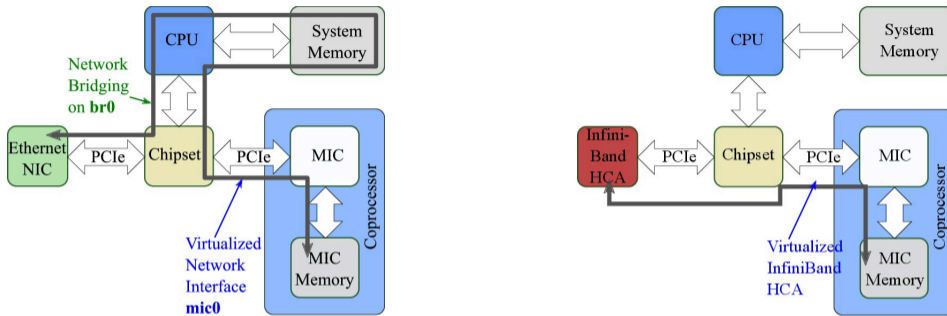 CPU
System
Memory
Network
Bridging
on br0
Ethernet
NIC
PCIe
Chipset
PCIe
MIC
Coprocessor
Virtualized
Network
Interface
mic0
MIC
Memory
CPU
System
Memory
Infini-
Band
HCA
PCIe
Chipset
PCIe
MIC
Coprocessor
Virtualized
InfiniBand
HCA
MIC
Memory